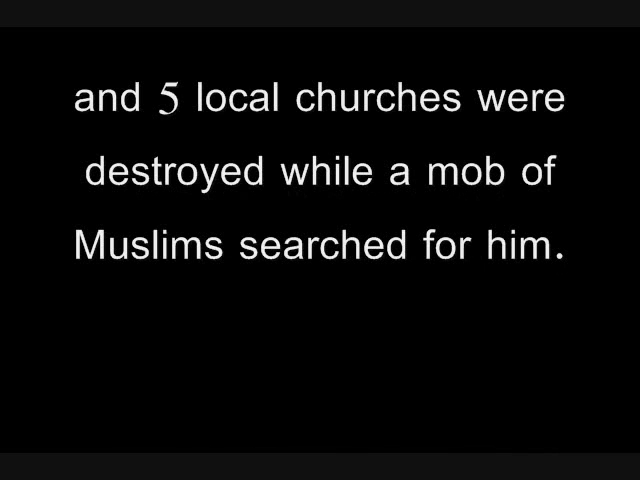 and 5 local churches were
destroyed while a mob of
Muslims searched for him.